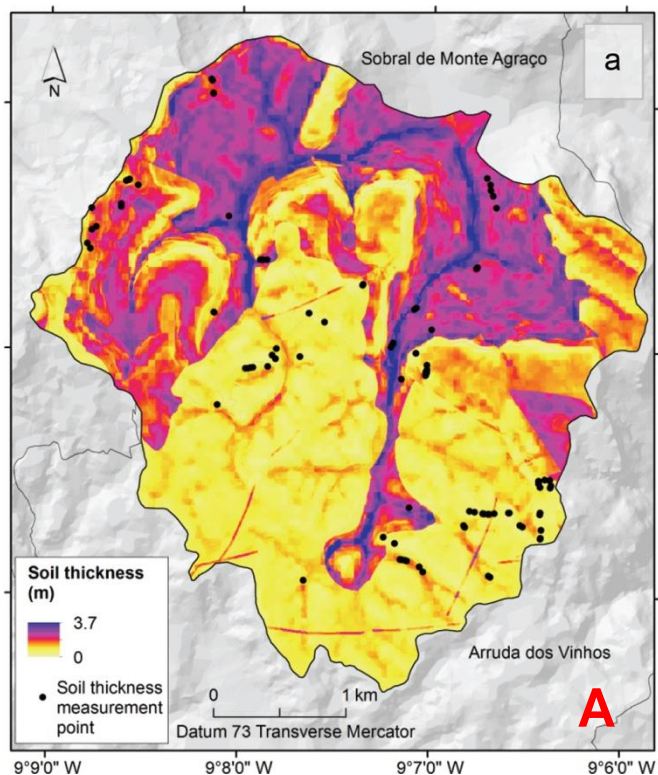 Sobral de Monte Agraço
a
N
Soil thickness
(m)
3.7
0
Soil thickness
measurement
point
0 1 km
Datum 73 Transverse Mercator
Arruda dos Vinhos
A
9°9'0" W 9°8'0" W 9°7'0" W 9°6'0" W